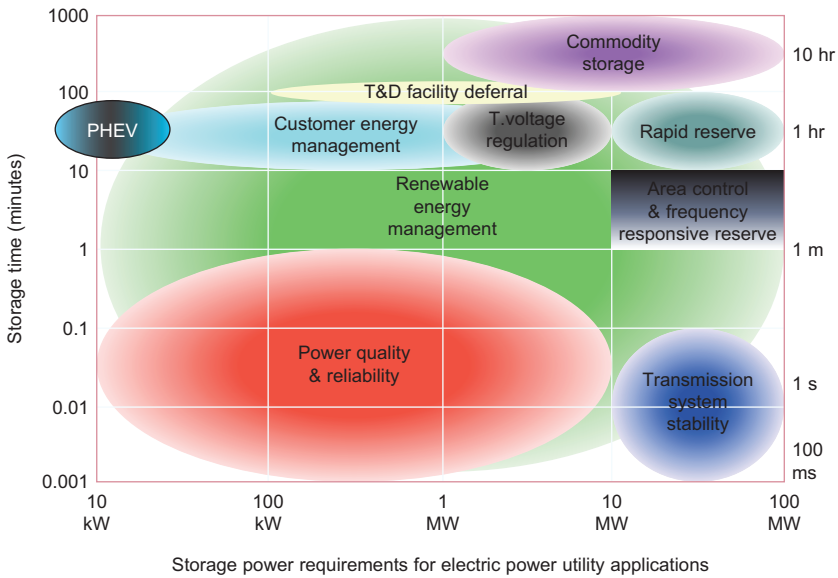 1000
100
10
1
0.1
0.01
0.001
Storage time (minutes)
10
kW
100
kW
1
MW
10
MW
100
MW
10 hr
1 hr
1 m
1 s
100
ms
Commodity
storage
T&D facility deferral
PHEV
Customer energy
management
T.voltage
regulation
Rapid reserve
Renewable
energy
management
Area control
& frequency
responsive reserve
Power quality
& reliability
Transmission
system
stability
Storage power requirements for electric power utility applications